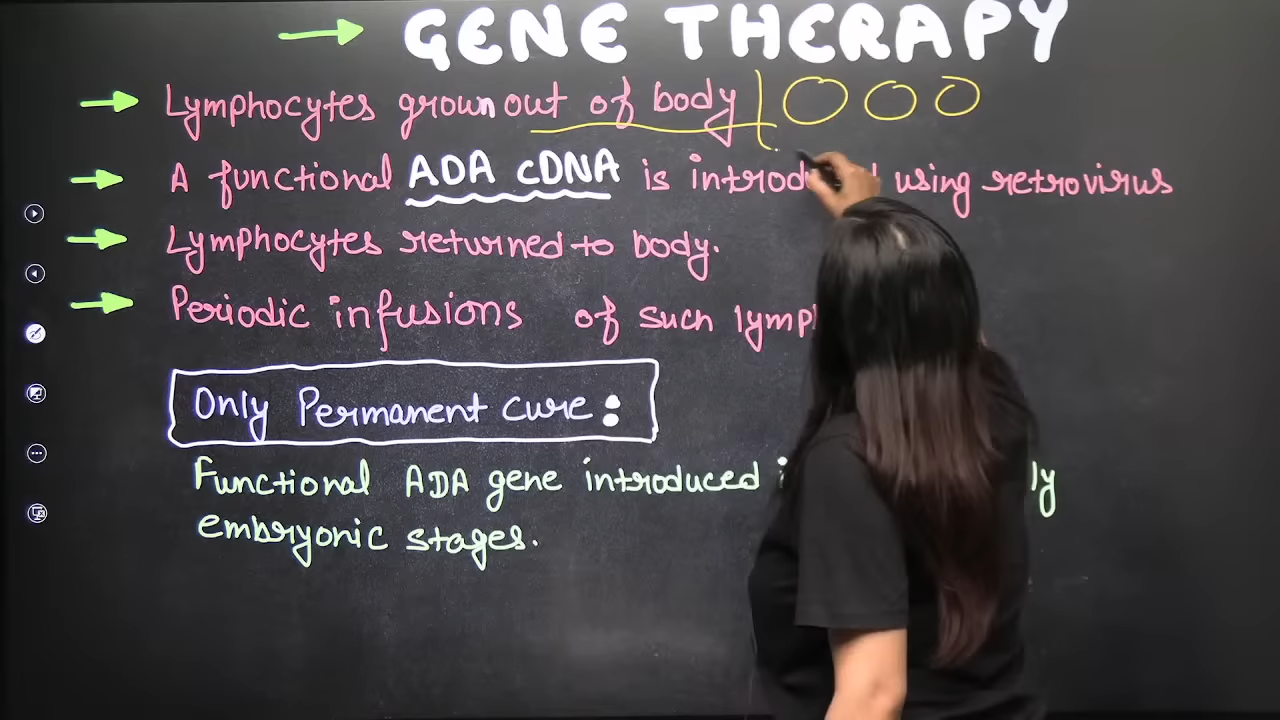 GENE THERAPY
Lymphocytes grown out of body
A functional ADA cDNA is introd using retrovirus
Lymphocytes returned to body.
Periodic infusions of such lymph
Only Permanent cure:
Functional ADA gene introduced i ly
embryonic stages.